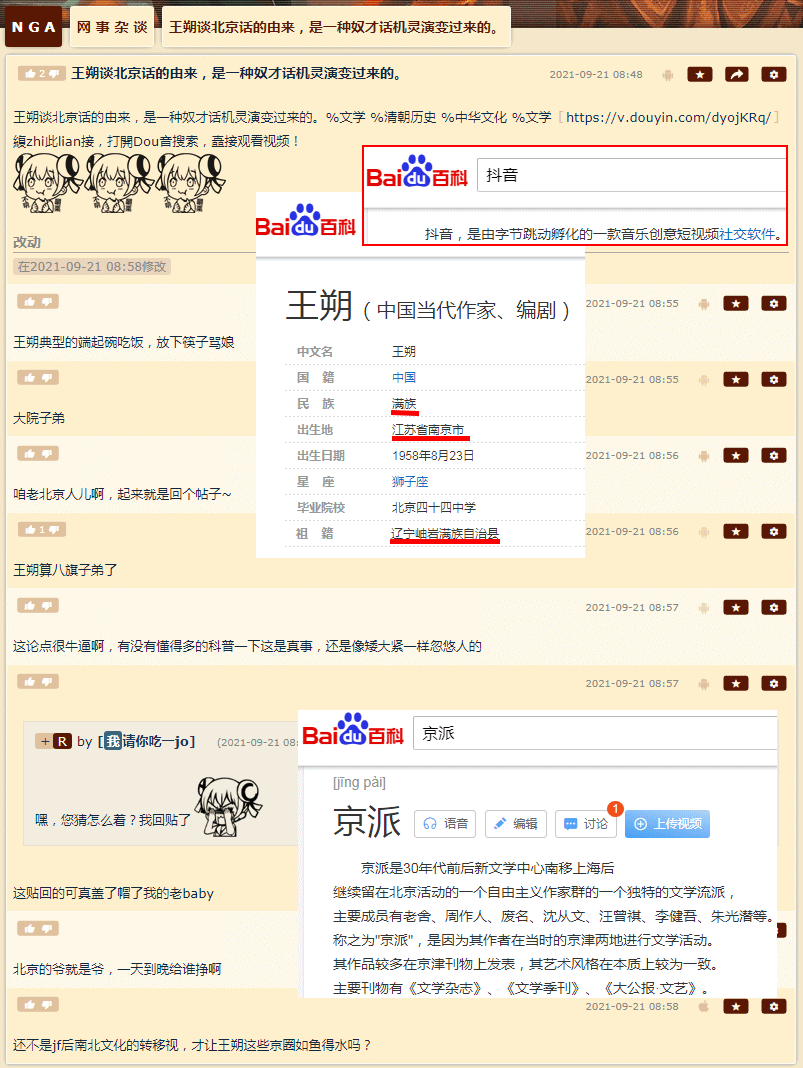 NGA 网事杂谈 王朔谈北京话的由来，是一种奴才话机灵演变过来的。
2 王朔谈北京话的由来，是一种奴才话机灵演变过来的。 2021-09-21 08:48
王朔谈北京话的由来，是一种奴才话机灵演变过来的。%文学 %清朝历史 %中华文化 %文学 [https://v.douyin.com/dyojKRq/]
zhi此lian接，打開Dou音搜索，矗接观看视频！
Baidu百科 抖音
抖音，是由字节跳动孵化的一款音乐创意短视频社交软件。
改动
在2021-09-21 08:58修改
Baidu百科
王朔（中国当代作家、编剧）
中文名 王朔
国 籍 中国
民 族 满族
出生地 江苏省南京市
出生日期 1958年8月23日
星 座 狮子座
毕业院校 北京四十四中学
祖 籍 辽宁岫岩满族自治县
2021-09-21 08:55
王朔典型的端起碗吃饭，放下筷子骂娘
2021-09-21 08:55
大院子弟
2021-09-21 08:56
咱老北京人儿啊，起来就是回个帖子~
1 2021-09-21 08:56
王朔算八旗子弟了
2021-09-21 08:57
这论点很牛逼啊，有没有懂得多的科普一下这是真事，还是像矮大紧一样忽悠人的
2021-09-21 08:57
+ R by [我请你吃一jo] (2021-09-21 08:
嘿，您猜怎么着？我回贴了
这贴回的可真盖了帽了我的老baby
Baidu百科 京派
[jīng pài]
京派 语音 编辑 讨论 1 上传视频
京派是30年代前后新文学中心南移上海后
继续留在北京活动的一个自由主义作家群的一个独特的文学流派，
主要成员有老舍、周作人、废名、沈从文、汪曾祺、李健吾、朱光潜等。
称之为"京派"，是因为其作者在当时的京津两地进行文学活动。
其作品较多在京津刊物上发表，其艺术风格在本质上较为一致。
主要刊物有《文学杂志》、《文学季刊》、《大公报·文艺》。
北京的爷就是爷，一天到晚给谁挣啊
2021-09-21 08:58
还不是jf后南北文化的转移视，才让王朔这些京圈如鱼得水吗？